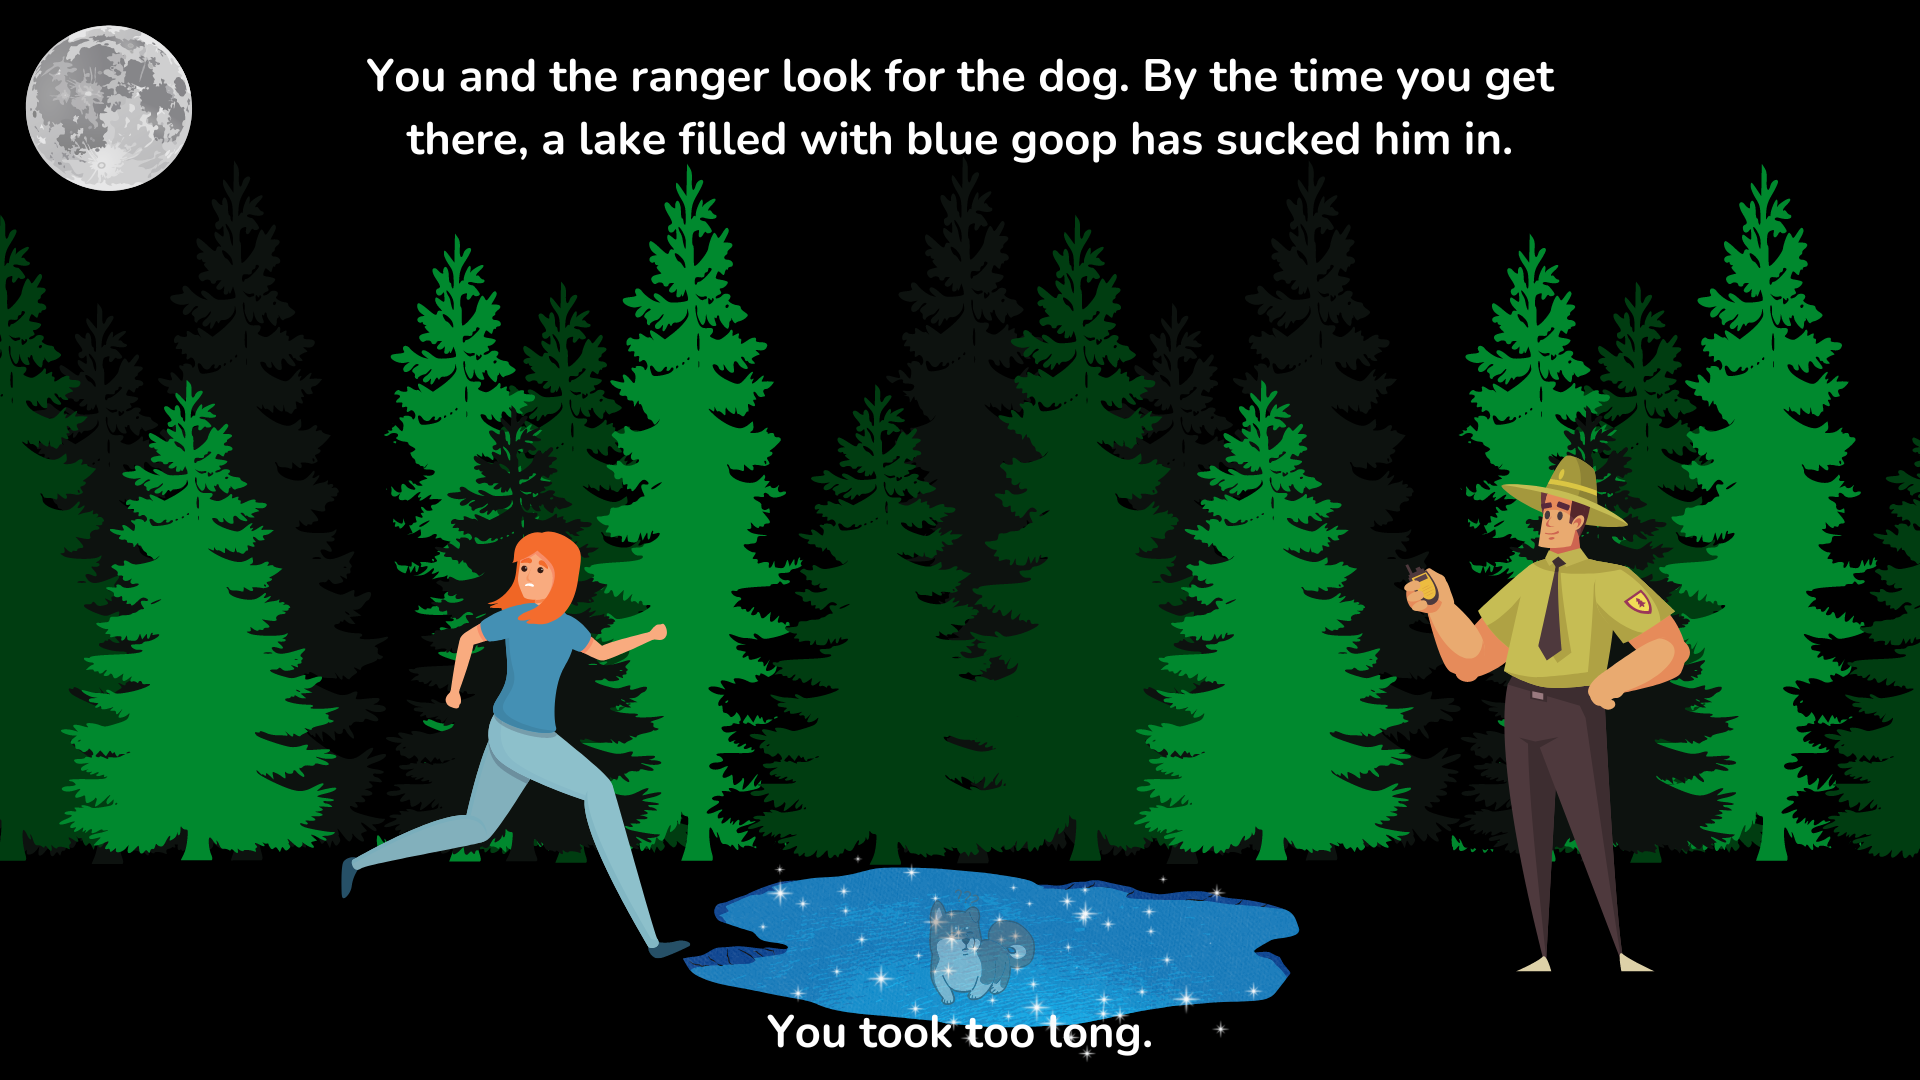 You and the ranger look for the dog. By the time you get
there, a lake filled with blue goop has sucked him in.
You took too long.